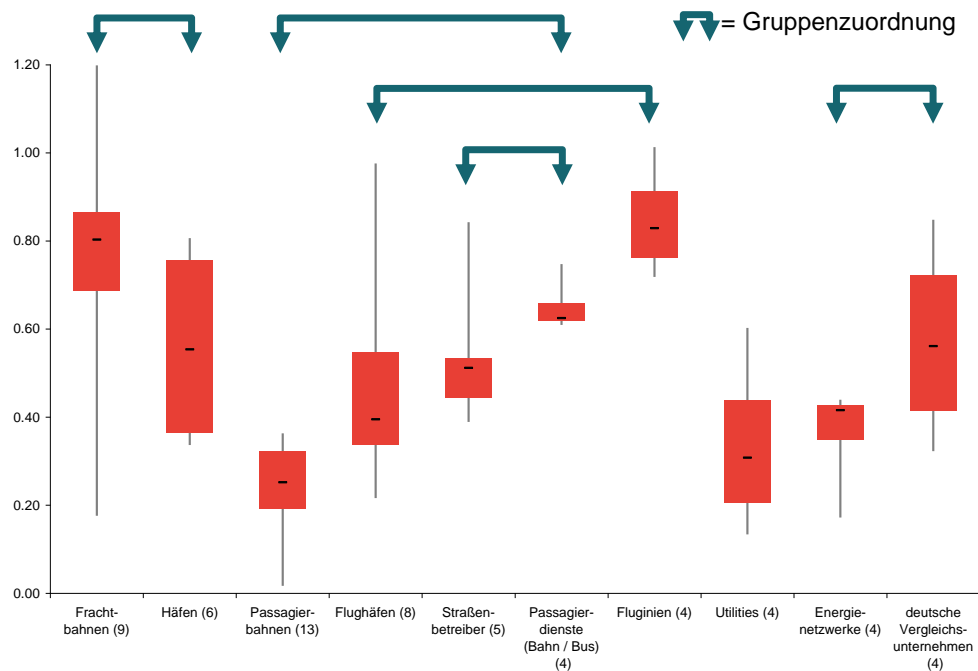 = Gruppenzuordnung
1.20
1.00
0.80
0.60
0.40
0.20
0.00
Fracht-
bahnen (9)
Häfen (6)
Passagier-
bahnen (13)
Flughäfen (8)
Straßen-
betreiber (5)
Passagier-
dienste
(Bahn / Bus)
(4)
Fluginien (4)
Utilities (4)
Energie-
netzwerke (4)
deutsche
Vergleichs-
unternehmen
(4)